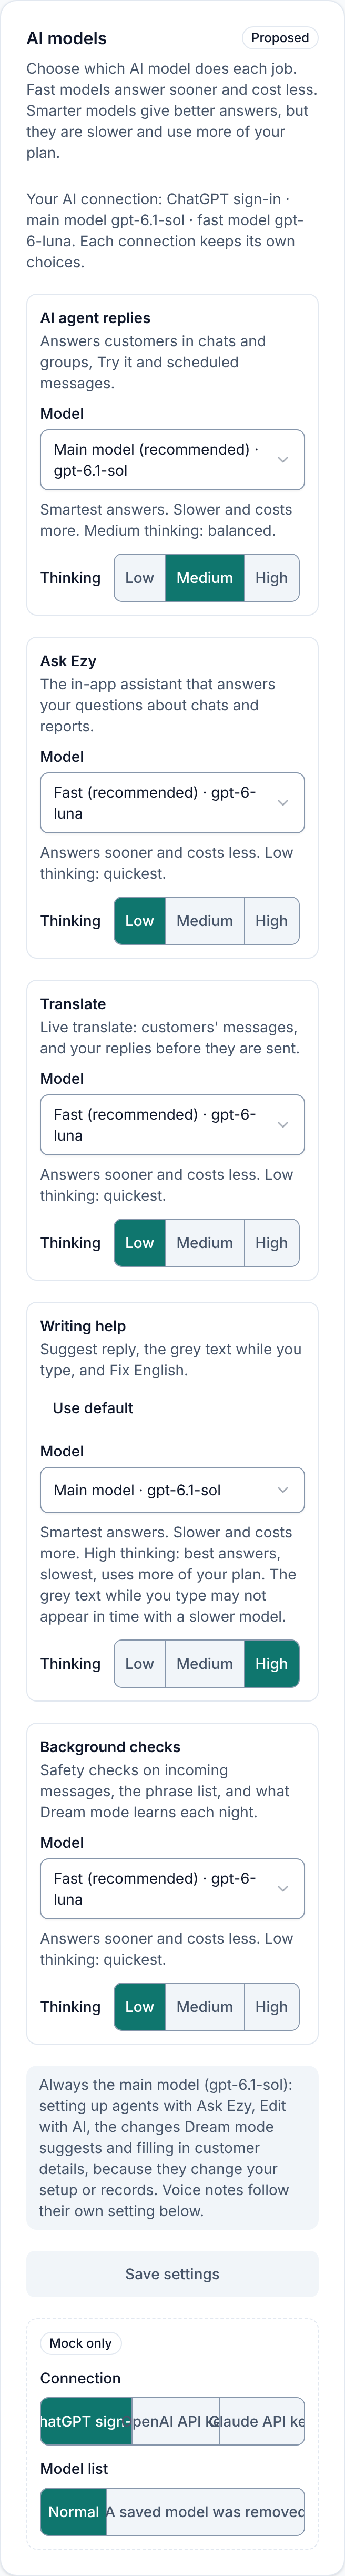 AI models
Proposed
Choose which AI model does each job.
Fast models answer sooner and cost less.
Smarter models give better answers, but
they are slower and use more of your
plan.
Your AI connection: ChatGPT sign-in ·
main model gpt-6.1-sol · fast model gpt-
6-luna. Each connection keeps its own
choices.
AI agent replies
Answers customers in chats and
groups, Try it and scheduled
messages.
Model
Main model (recommended) ·
gpt-6.1-sol
Smartest answers. Slower and costs
more. Medium thinking: balanced.
Thinking Low Medium High
Ask Ezy
The in-app assistant that answers
your questions about chats and
reports.
Model
Fast (recommended) · gpt-6-
luna
Answers sooner and costs less. Low
thinking: quickest.
Thinking Low Medium High
Translate
Live translate: customers' messages,
and your replies before they are sent.
Model
Fast (recommended) · gpt-6-
luna
Answers sooner and costs less. Low
thinking: quickest.
Thinking Low Medium High
Writing help
Suggest reply, the grey text while you
type, and Fix English.
Use default
Model
Main model · gpt-6.1-sol
Smartest answers. Slower and costs
more. High thinking: best answers,
slowest, uses more of your plan. The
grey text while you type may not
appear in time with a slower model.
Thinking Low Medium High
Background checks
Safety checks on incoming
messages, the phrase list, and what
Dream mode learns each night.
Model
Fast (recommended) · gpt-6-
luna
Answers sooner and costs less. Low
thinking: quickest.
Thinking Low Medium High
Always the main model (gpt-6.1-sol):
setting up agents with Ask Ezy, Edit
with AI, the changes Dream mode
suggests and filling in customer
details, because they change your
setup or records. Voice notes follow
their own setting below.
Save settings
Mock only
Connection
hatGPT sign- penAI API ke laude API ke
Model list
Normal A saved model was removed